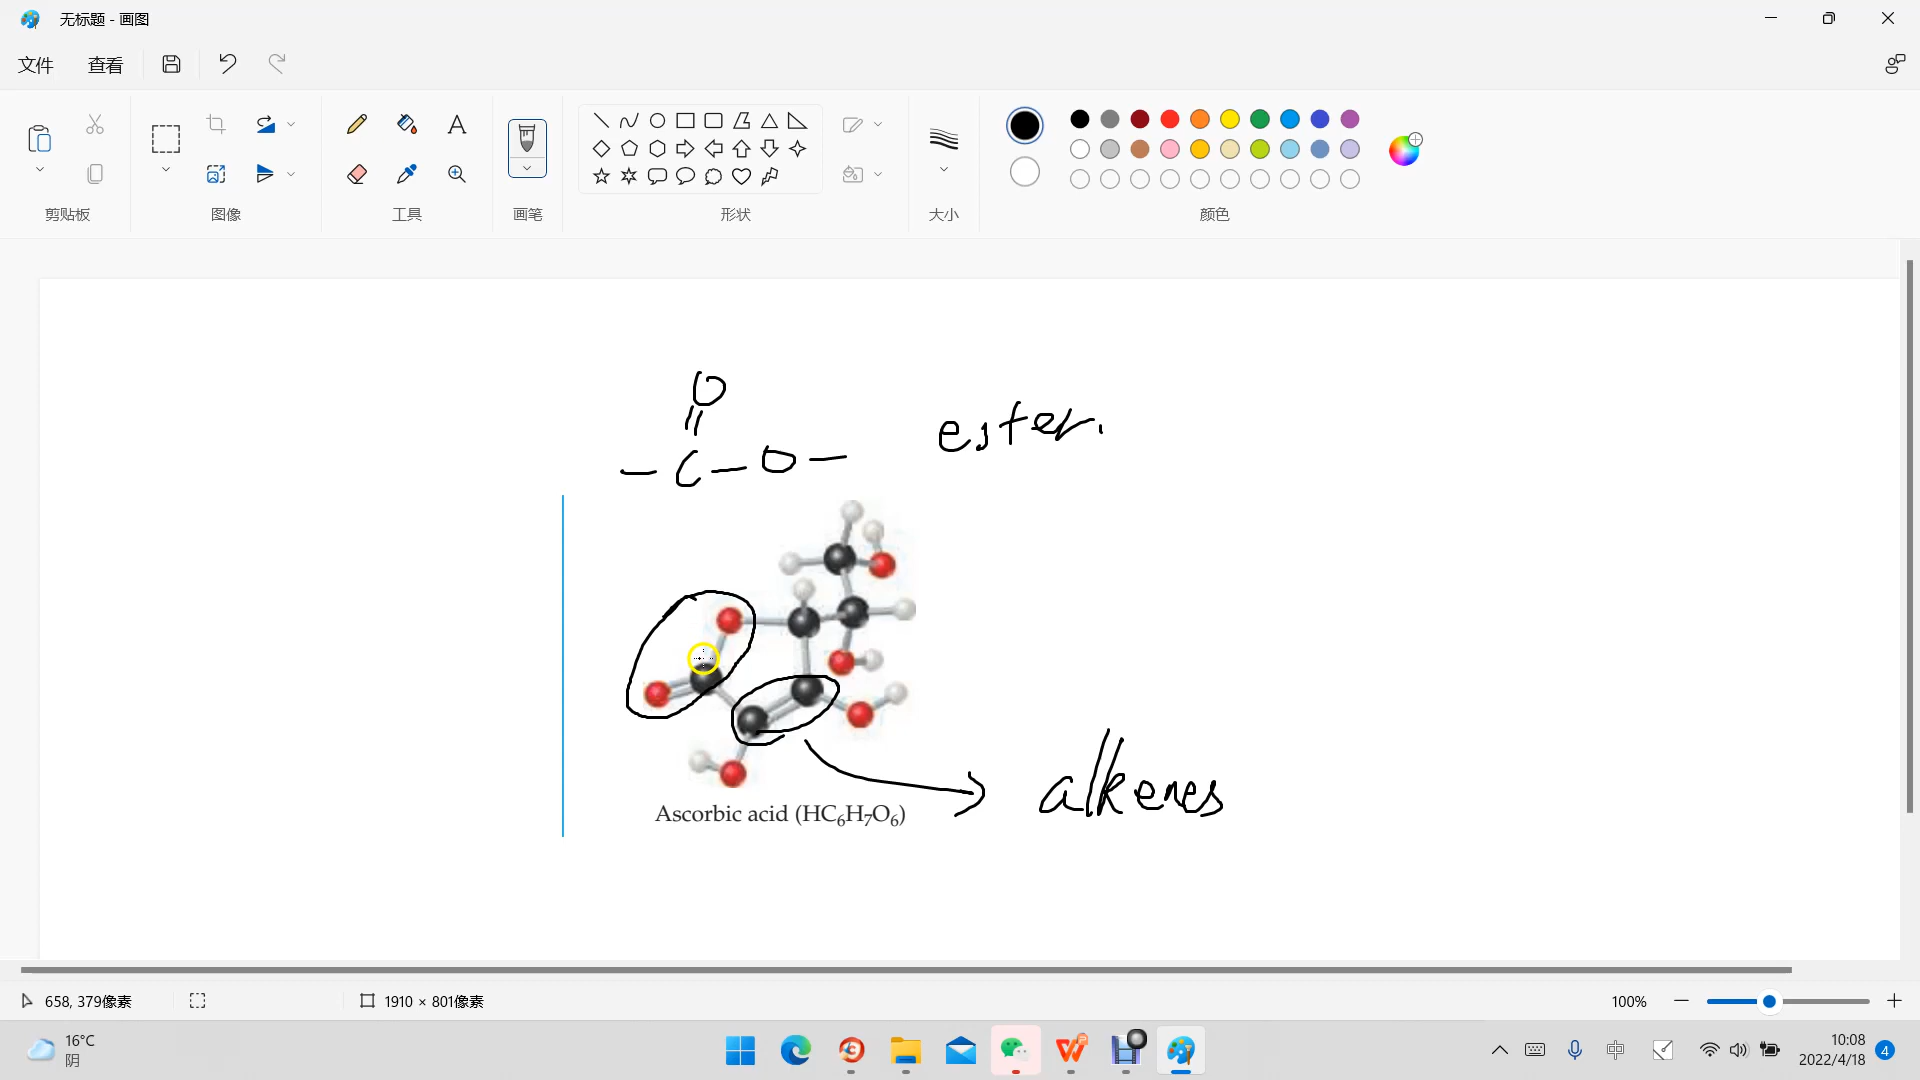 无标题 - 画图
文件 查看
剪贴板 图像 工具 画笔 形状 大小 颜色
O
- C - O - ester.
Ascorbic acid (HC₆H₇O₆)
alkenes
658, 379像素 1910 × 801像素 100%
16°C
阴
中
10:08
2022/4/18
4